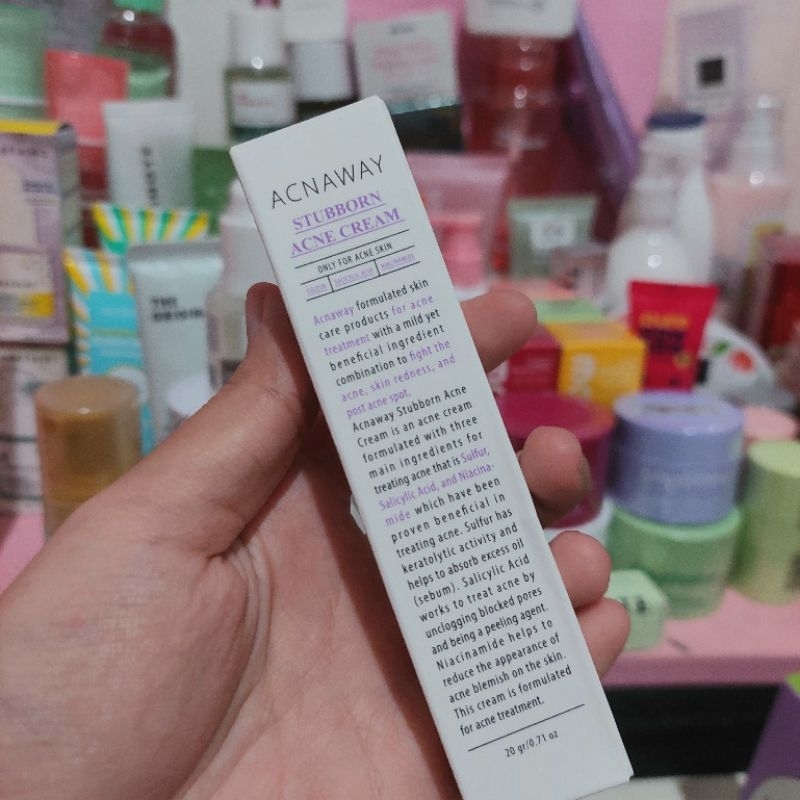 ACNAWAY
STUBBORN
ACNE CREAM
ONLY FOR ACNE SKIN
SULFUR SALICYLIC ACID NIACINAMIDE
Acnaway formulated skin
care products for acne
treatment with a mild yet
beneficial ingredient
combination to fight the
acne, skin redness, and
post acne spot.
Acnaway Stubborn Acne
Cream is an acne cream
formulated with three
main ingredients for
treating acne that is Sulfur,
Salicylic Acid, and Niacina-
mide which have been
proven beneficial in
treating acne. Sulfur has
keratolytic activity and
helps to absorb excess oil
(sebum). Salicylic Acid
works to treat acne by
unclogging blocked pores
and being a peeling agent.
Niacinamide helps to
reduce the appearance of
acne blemish on the skin.
This cream is formulated
for acne treatment.
20 gr/0.71 oz